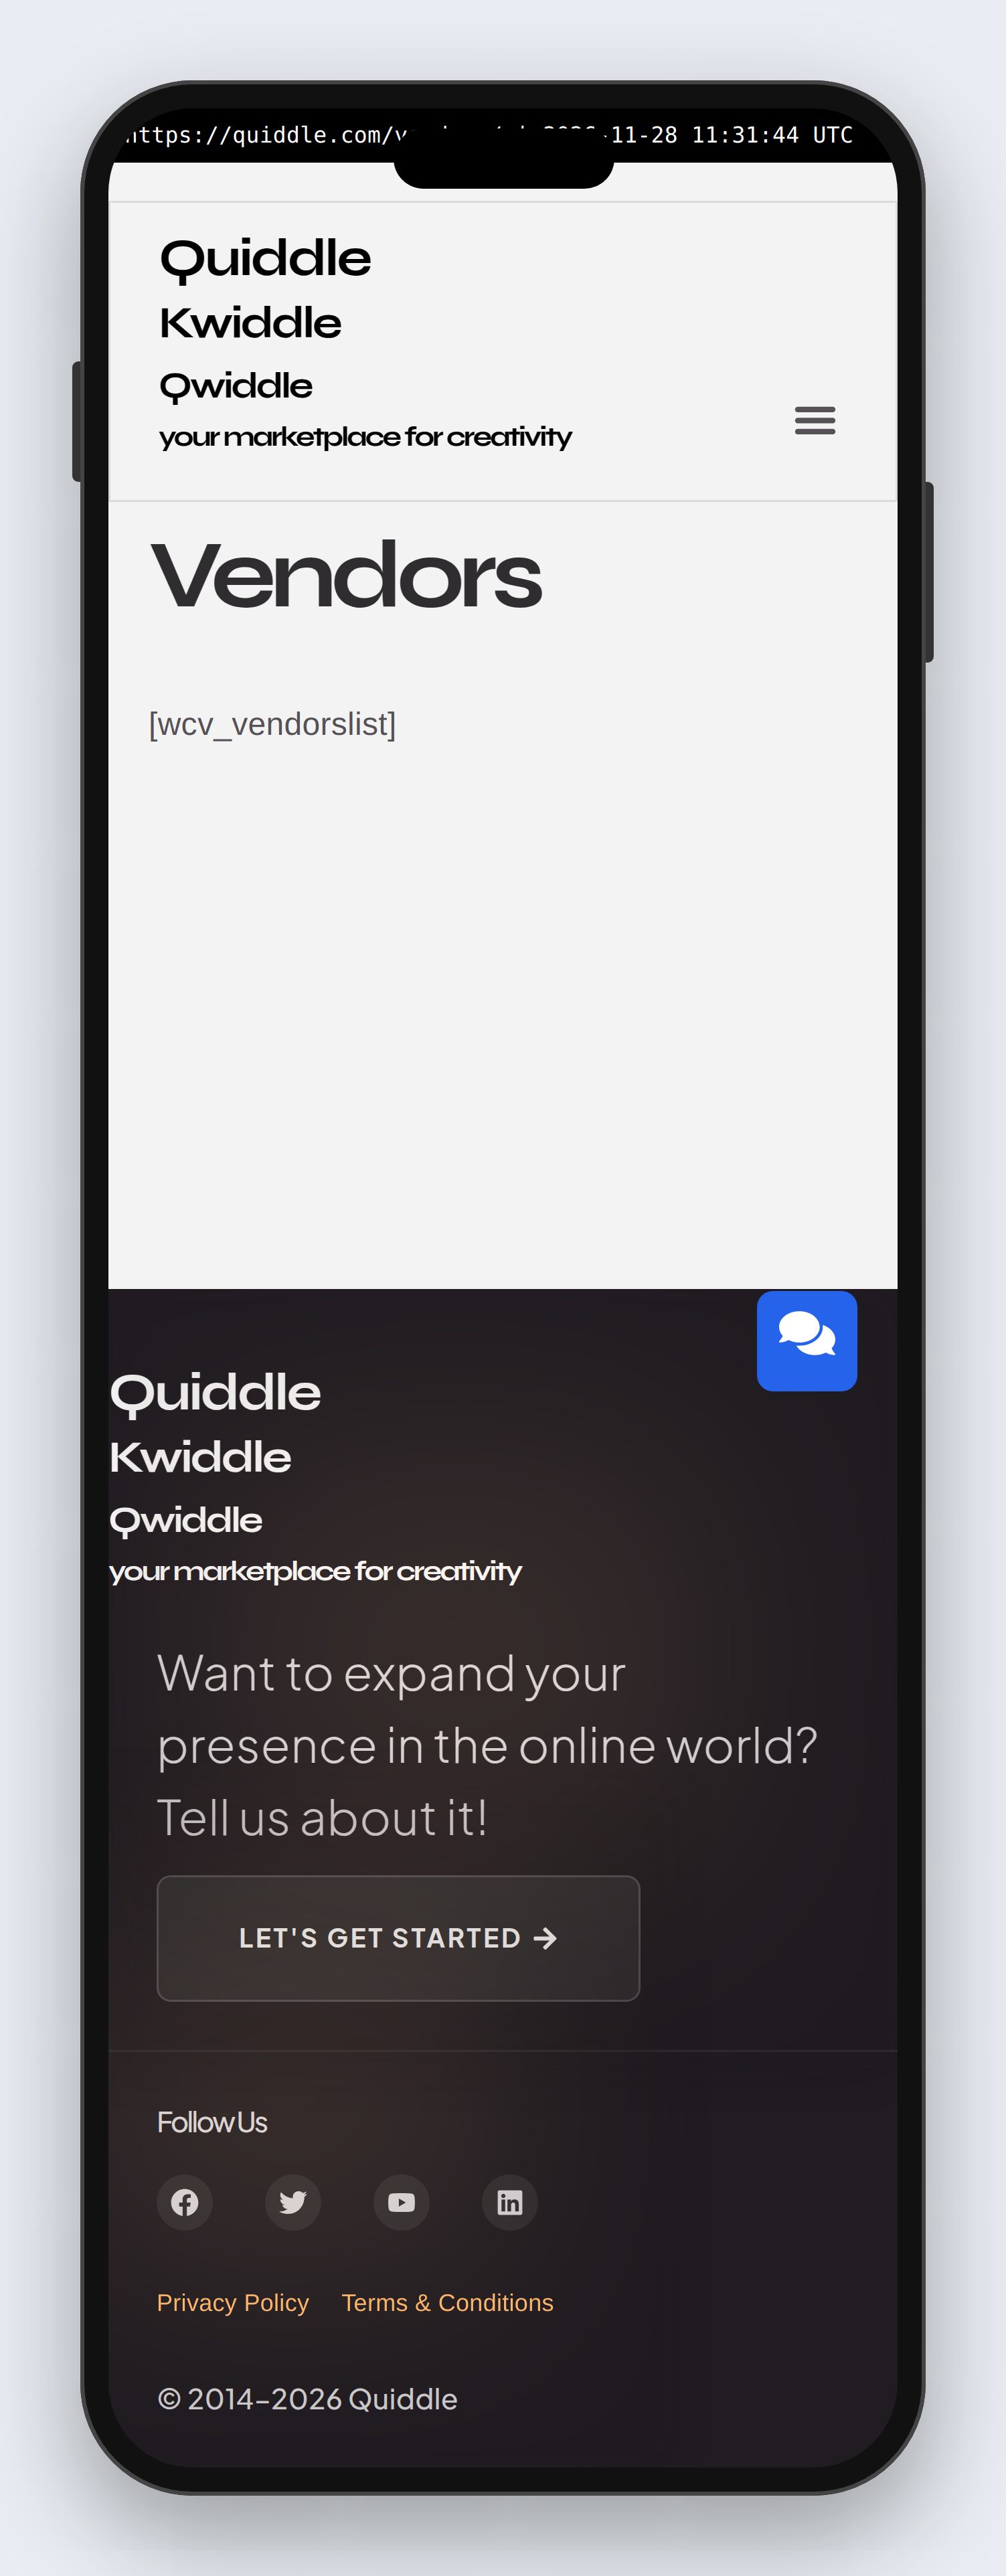 https://quiddle.com/
11-28 11:31:44 UTC
Quiddle
Kwiddle
Qwiddle
your marketplace for creativity
Vendors
[wcv_vendorslist]
Quiddle
Kwiddle
Qwiddle
your marketplace for creativity
Want to expand your
presence in the online world?
Tell us about it!
LET'S GET STARTED
Follow Us
Privacy Policy Terms & Conditions
© 2014–2026 Quiddle